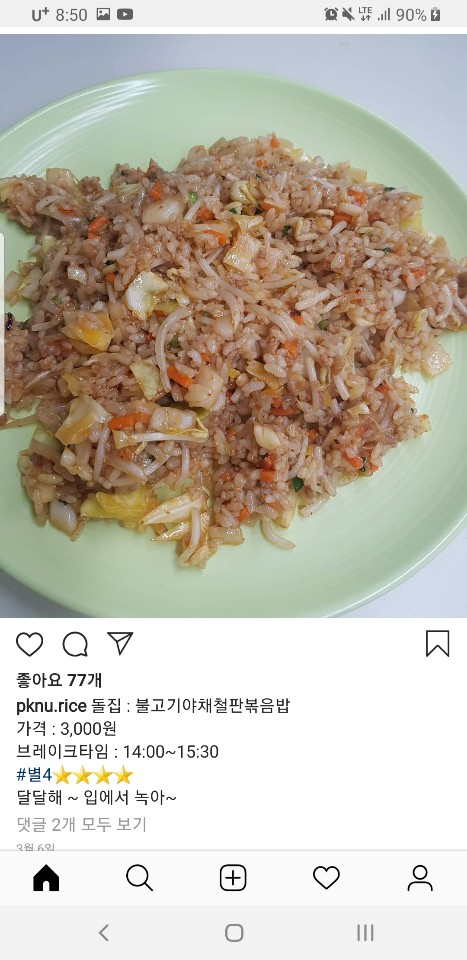 U+ 8:50 LTE 90%
좋아요 77개
pknu.rice 돌집 : 불고기야채철판볶음밥
가격 : 3,000원
브레이크타임 : 14:00~15:30
#별4⭐⭐⭐⭐
달달해 ~ 입에서 녹아~
댓글 2개 모두 보기
3월 6일